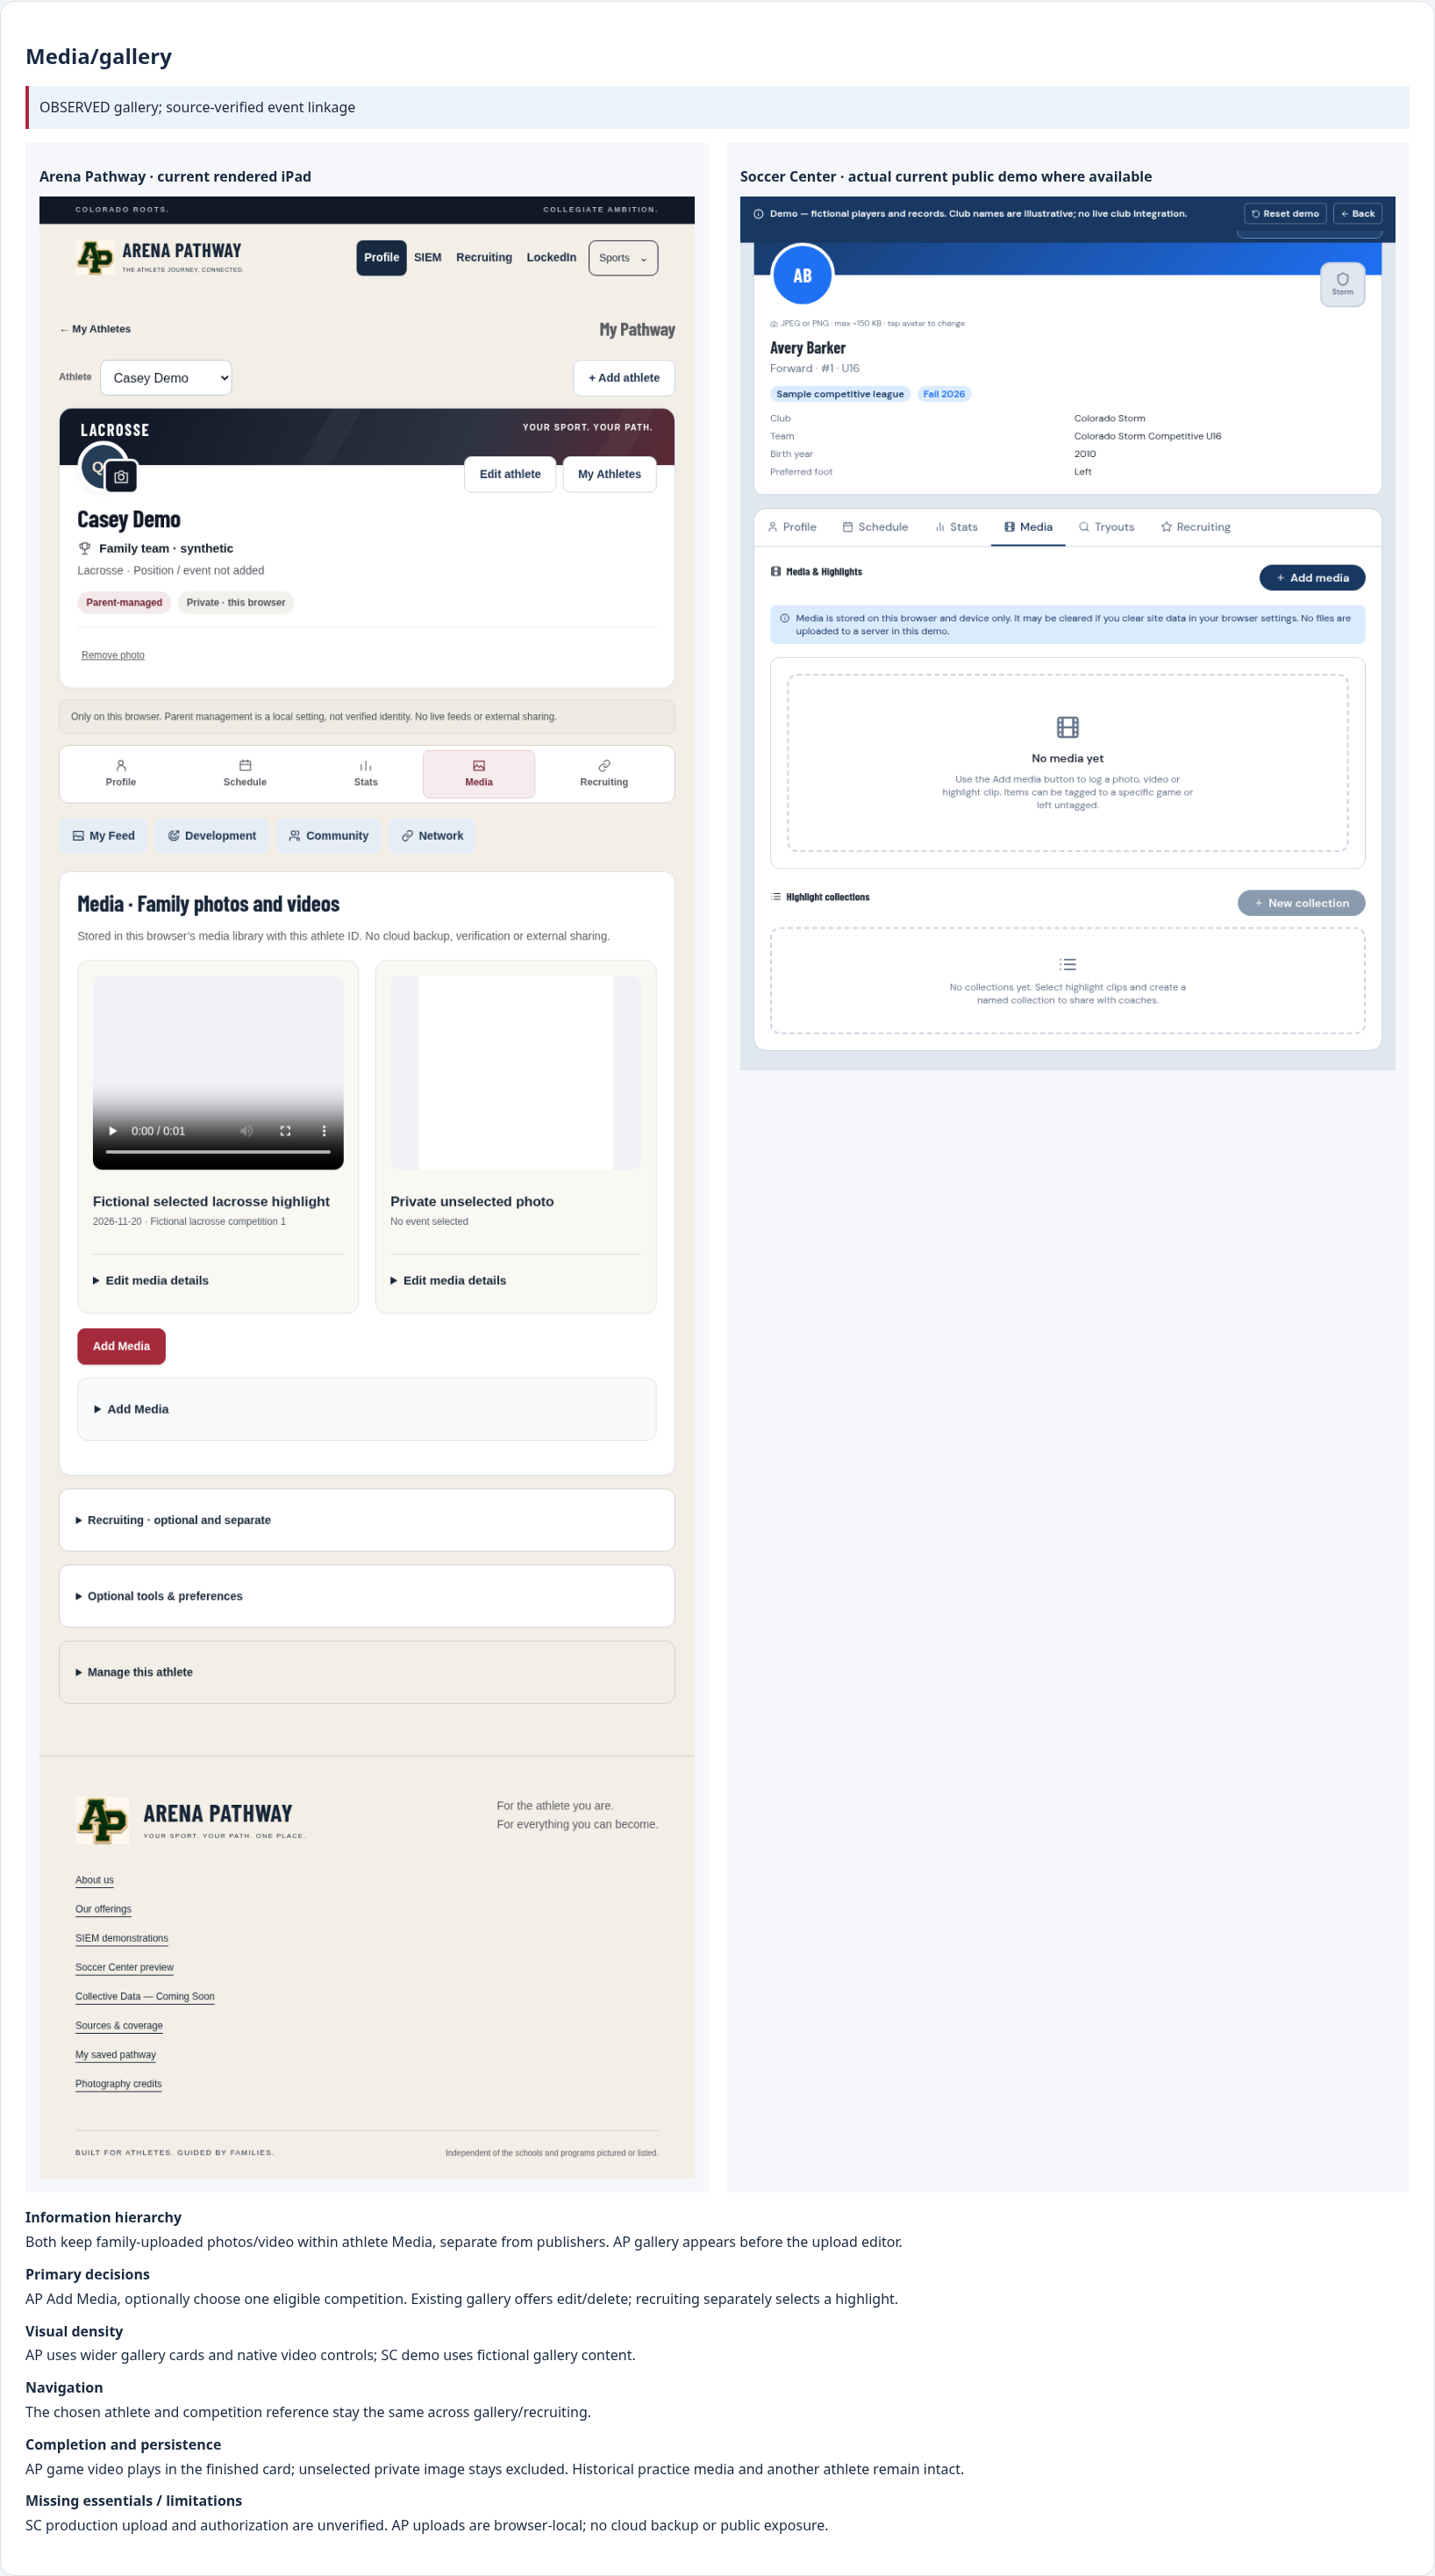 Media/gallery
OBSERVED gallery; source-verified event linkage
Arena Pathway · current rendered iPad
COLORADO ROOTS.
COLLEGIATE AMBITION.
AP
ARENA PATHWAY
THE ATHLETE JOURNEY, CONNECTED.
Profile
SIEM
Recruiting
LockedIn
Sports
← My Athletes
My Pathway
Athlete
Casey Demo
+ Add athlete
LACROSSE
YOUR SPORT. YOUR PATH.
Edit athlete
My Athletes
Casey Demo
Family team · synthetic
Lacrosse · Position / event not added
Parent-managed
Private · this browser
Remove photo
Only on this browser. Parent management is a local setting, not verified identity. No live feeds or external sharing.
Profile
Schedule
Stats
Media
Recruiting
My Feed
Development
Community
Network
Media · Family photos and videos
Stored in this browser’s media library with this athlete ID. No cloud backup, verification or external sharing.
0:00 / 0:01
Fictional selected lacrosse highlight
2026-11-20 · Fictional lacrosse competition 1
Edit media details
Private unselected photo
No event selected
Edit media details
Add Media
Add Media
Recruiting · optional and separate
Optional tools & preferences
Manage this athlete
AP
ARENA PATHWAY
YOUR SPORT. YOUR PATH. ONE PLACE.
For the athlete you are.
For everything you can become.
About us
Our offerings
SIEM demonstrations
Soccer Center preview
Collective Data — Coming Soon
Sources & coverage
My saved pathway
Photography credits
BUILT FOR ATHLETES. GUIDED BY FAMILIES.
Independent of the schools and programs pictured or listed.
Soccer Center · actual current public demo where available
Demo — fictional players and records. Club names are illustrative; no live club integration.
Reset demo
← Back
AB
Storm
JPEG or PNG · max ~150 KB · tap avatar to change
Avery Barker
Forward · #1 · U16
Sample competitive league
Fall 2026
Club
Colorado Storm
Team
Colorado Storm Competitive U16
Birth year
2010
Preferred foot
Left
Profile
Schedule
Stats
Media
Tryouts
Recruiting
Media & Highlights
+ Add media
Media is stored on this browser and device only. It may be cleared if you clear site data in your browser settings. No files are
uploaded to a server in this demo.
No media yet
Use the Add media button to log a photo, video or
highlight clip. Items can be tagged to a specific game or
left untagged.
Highlight collections
+ New collection
No collections yet. Select highlight clips and create a
named collection to share with coaches.
Information hierarchy
Both keep family-uploaded photos/video within athlete Media, separate from publishers. AP gallery appears before the upload editor.
Primary decisions
AP Add Media, optionally choose one eligible competition. Existing gallery offers edit/delete; recruiting separately selects a highlight.
Visual density
AP uses wider gallery cards and native video controls; SC demo uses fictional gallery content.
Navigation
The chosen athlete and competition reference stay the same across gallery/recruiting.
Completion and persistence
AP game video plays in the finished card; unselected private image stays excluded. Historical practice media and another athlete remain intact.
Missing essentials / limitations
SC production upload and authorization are unverified. AP uploads are browser-local; no cloud backup or public exposure.